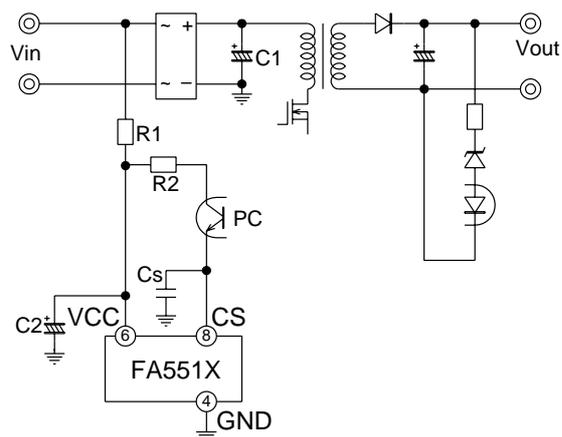 ~ +
Vin
C1
Vout
~ −
R1
R2
PC
Cs
C2
VCC
CS
6
8
FA551X
4
GND